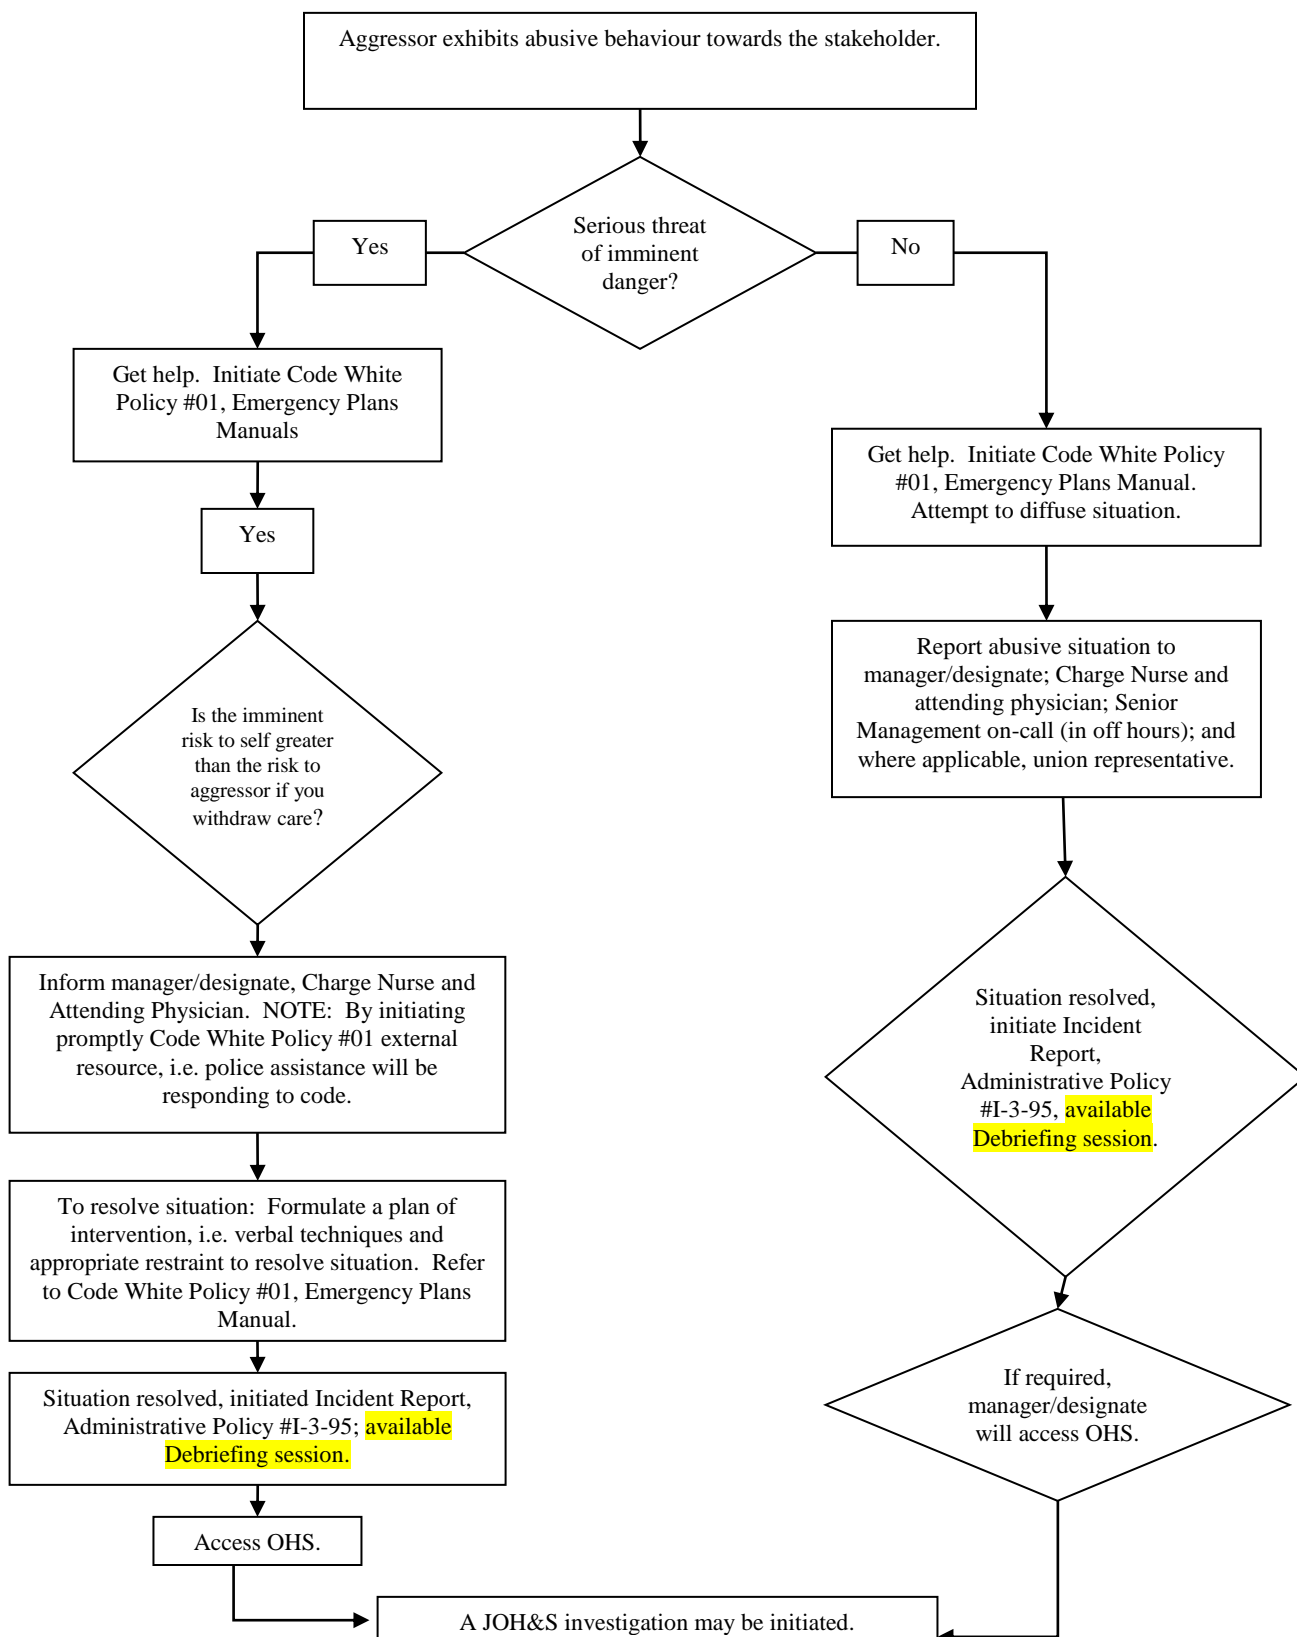 Aggressor exhibits abusive behaviour towards the stakeholder.
Serious threat
of imminent
danger?
Yes
No
Get help.  Initiate Code White
Policy #01, Emergency Plans
Manuals
Yes
Is the imminent
risk to self greater
than the risk to
aggressor if you
withdraw care?
Inform manager/designate, Charge Nurse and
Attending Physician.  NOTE:  By initiating
promptly Code White Policy #01 external
resource, i.e. police assistance will be
responding to code.
To resolve situation:  Formulate a plan of
intervention, i.e. verbal techniques and
appropriate restraint to resolve situation.  Refer
to Code White Policy #01, Emergency Plans
Manual.
Situation resolved, initiated Incident Report,
Administrative Policy #I-3-95; available
Debriefing session.
Access OHS.
Get help.  Initiate Code White Policy
#01, Emergency Plans Manual.
Attempt to diffuse situation.
Report abusive situation to
manager/designate; Charge Nurse and
attending physician; Senior
Management on-call (in off hours); and
where applicable, union representative.
Situation resolved,
initiate Incident
Report,
Administrative Policy
#I-3-95, available
Debriefing session.
If required,
manager/designate
will access OHS.
A JOH&S investigation may be initiated.